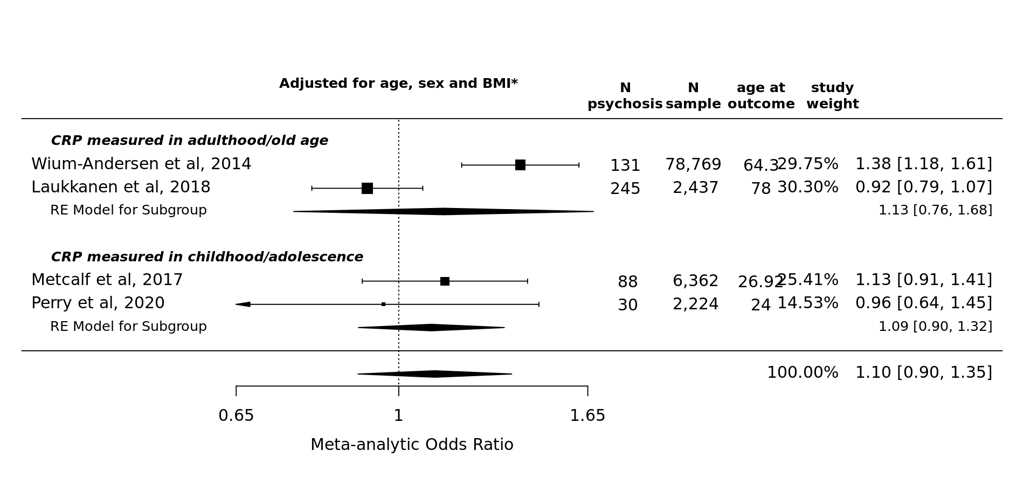 Adjusted for age, sex and BMI*
N psychosis N sample age at outcome study weight
CRP measured in adulthood/old age
Wium-Andersen et al, 2014 131 78,769 64.3 29.75% 1.38 [1.18, 1.61]
Laukkanen et al, 2018 245 2,437 78 30.30% 0.92 [0.79, 1.07]
RE Model for Subgroup 1.13 [0.76, 1.68]
CRP measured in childhood/adolescence
Metcalf et al, 2017 88 6,362 26.92 25.41% 1.13 [0.91, 1.41]
Perry et al, 2020 30 2,224 24 14.53% 0.96 [0.64, 1.45]
RE Model for Subgroup 1.09 [0.90, 1.32]
100.00% 1.10 [0.90, 1.35]
0.65 1 1.65
Meta-analytic Odds Ratio